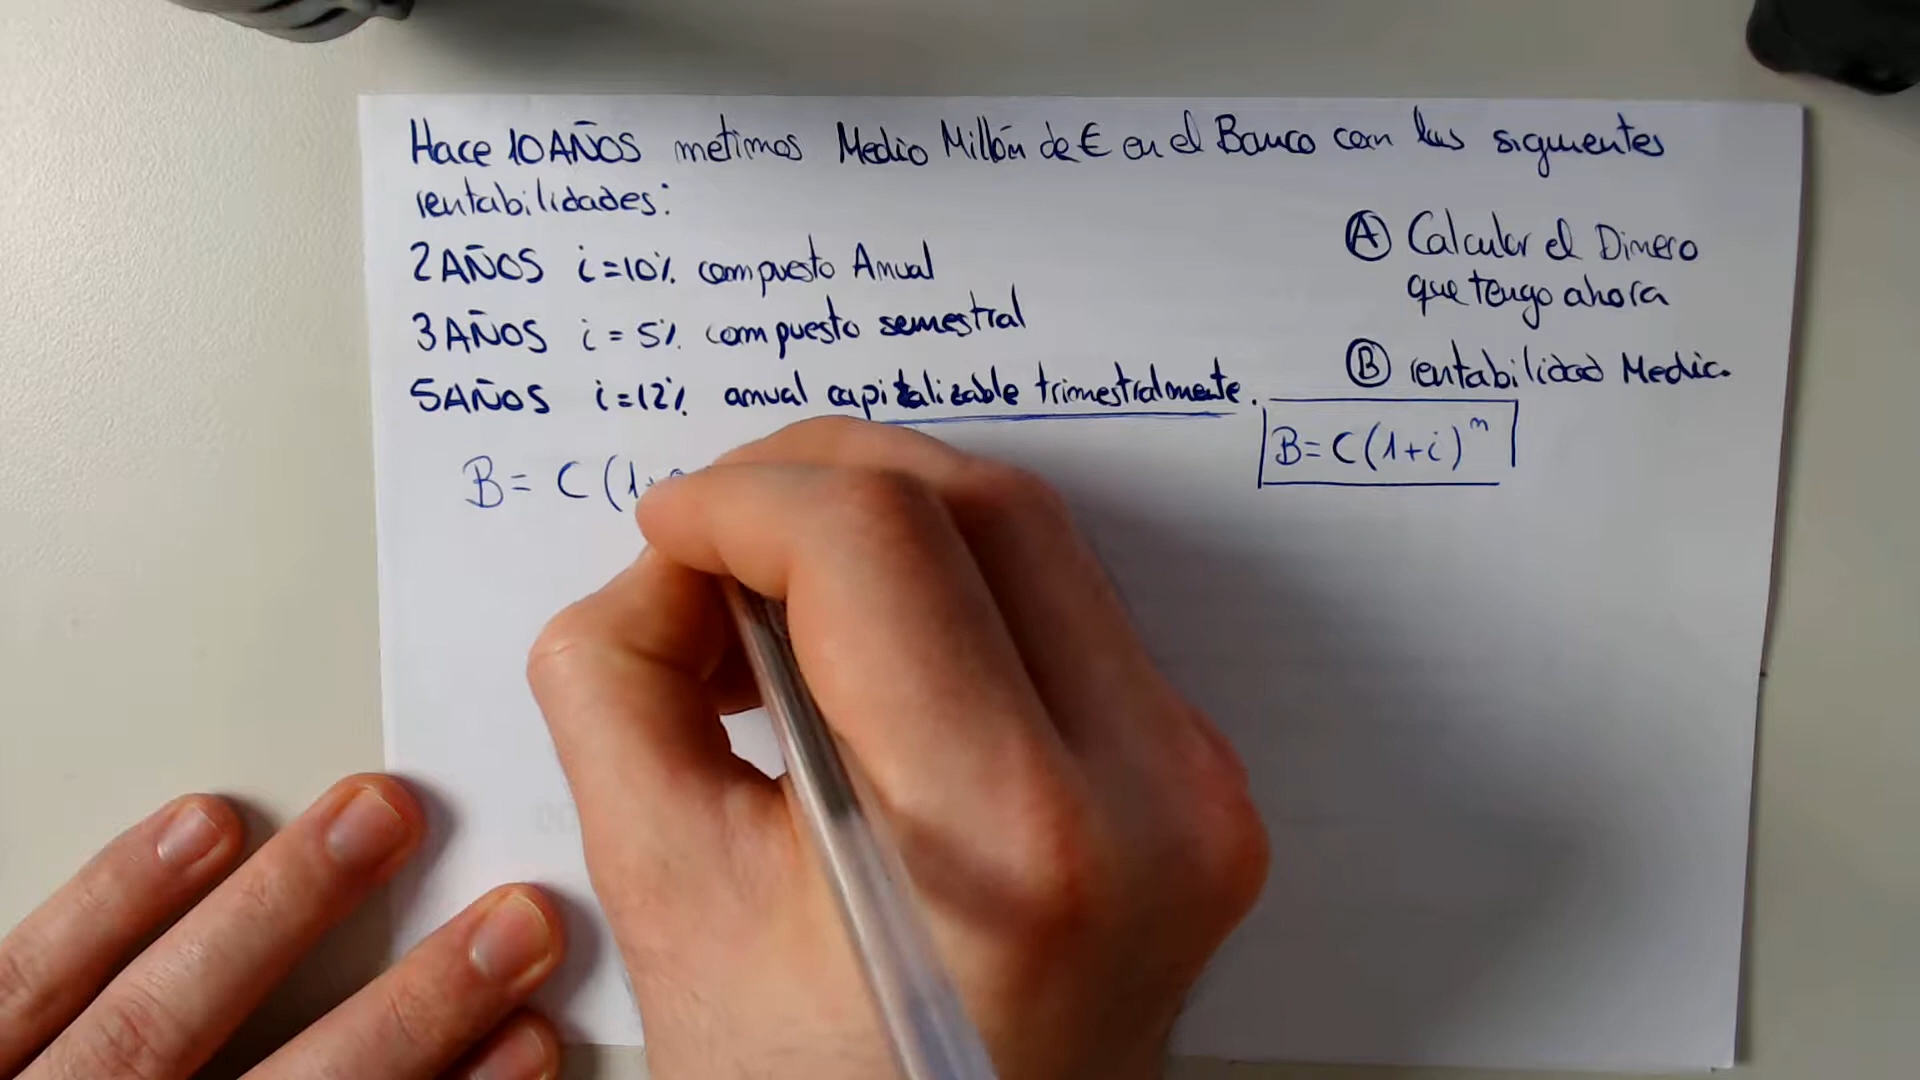 Hace 10 AÑOS metimos Medio Millón de € en el Banco con las siguientes
rentabilidades:
2 AÑOS i=10% compuesto Anual
3 AÑOS i = 5% compuesto semestral
5 AÑOS i=12% anual capitalizable trimestralmente.
Ⓐ Calcular el Dinero
que tengo ahora
Ⓑ rentabilidad Media.
B= C(1+i)^n
B= C (1+